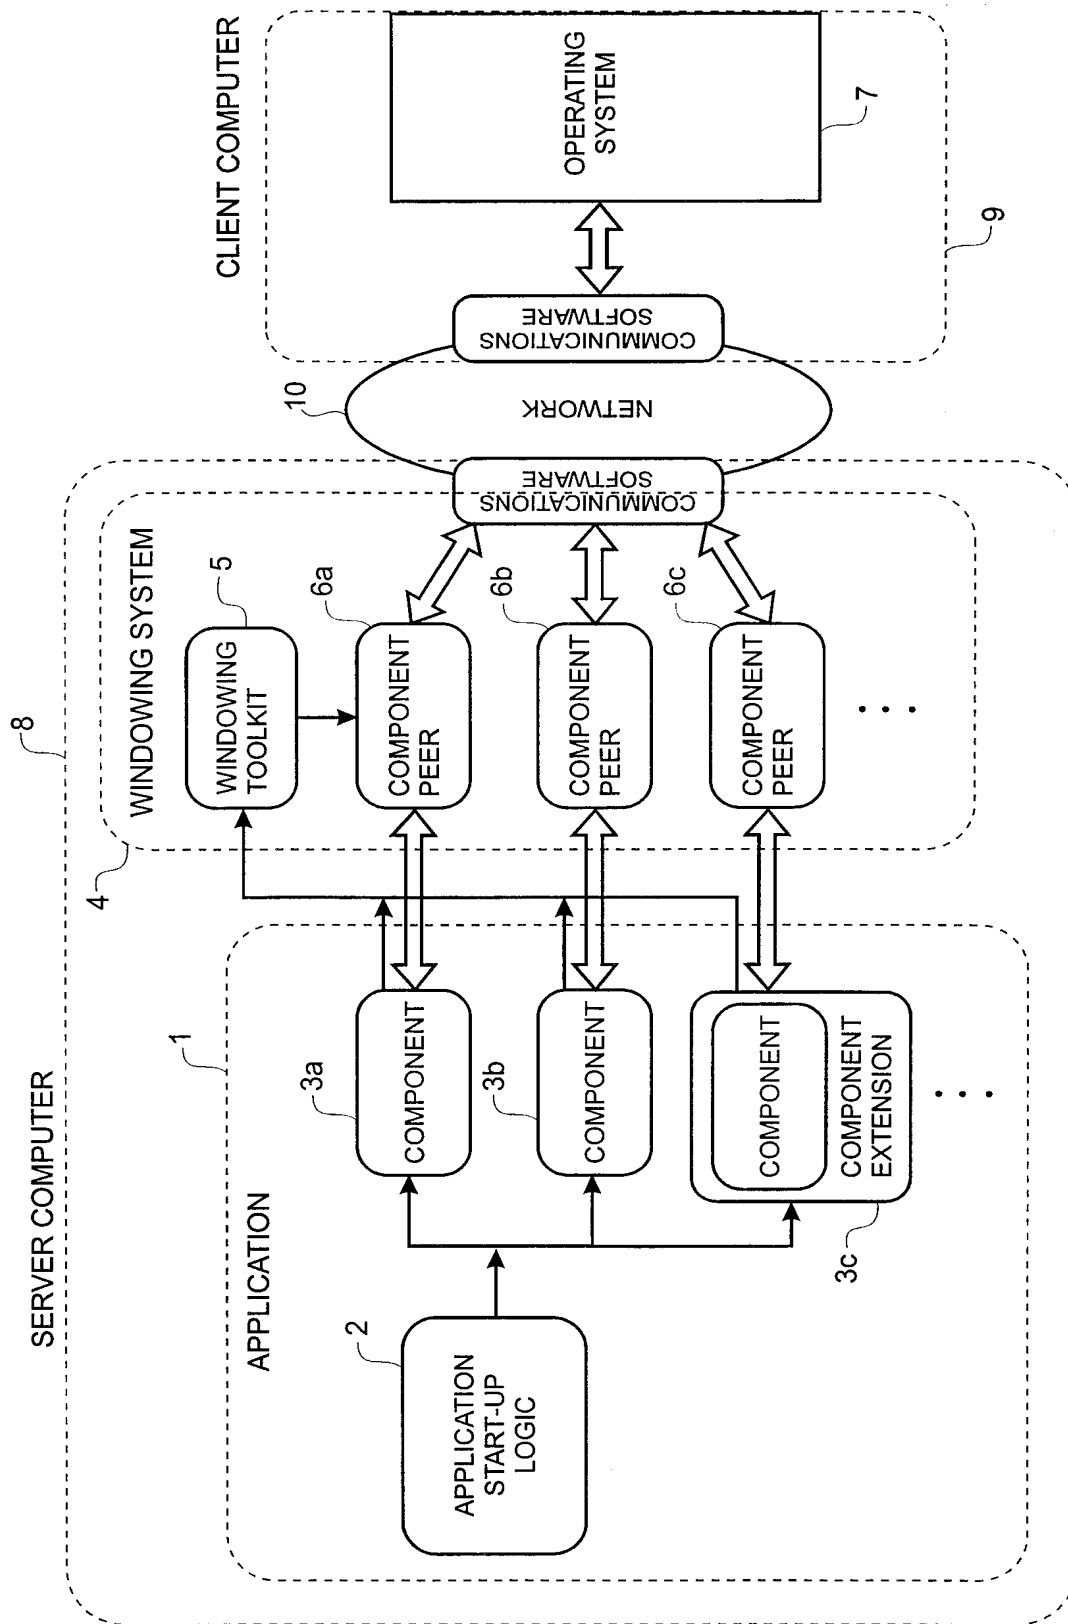 SERVER COMPUTER
8
APPLICATION
1
2
APPLICATION
START-UP
LOGIC
3a
COMPONENT
3b
COMPONENT
3c
COMPONENT
COMPONENT
EXTENSION
. . .
4
WINDOWING SYSTEM
5
WINDOWING
TOOLKIT
6a
COMPONENT
PEER
6b
COMPONENT
PEER
6c
COMPONENT
PEER
. . .
COMMUNICATIONS
SOFTWARE
10
NETWORK
COMMUNICATIONS
SOFTWARE
CLIENT COMPUTER
OPERATING
SYSTEM
7
9